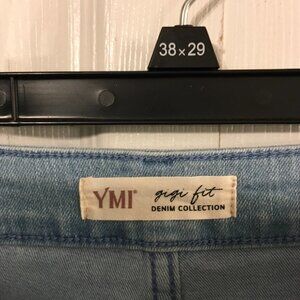 38×29
YMI®
gigi fit
DENIM COLLECTION